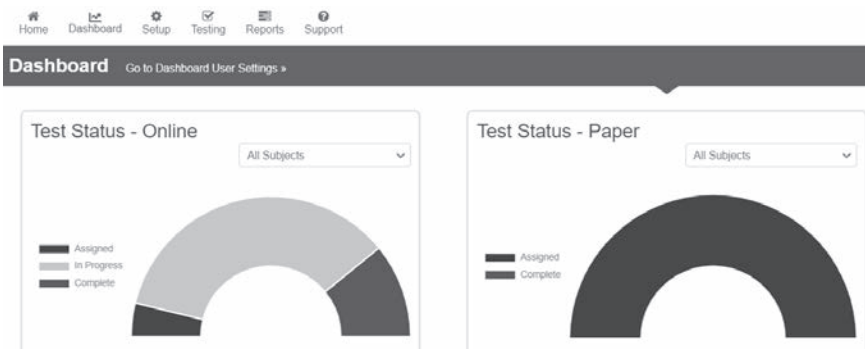 Home Dashboard Setup Testing Reports Support
Dashboard Go to Dashboard User Settings »
Test Status - Online
All Subjects
Assigned
In Progress
Complete
Test Status - Paper
All Subjects
Assigned
Complete